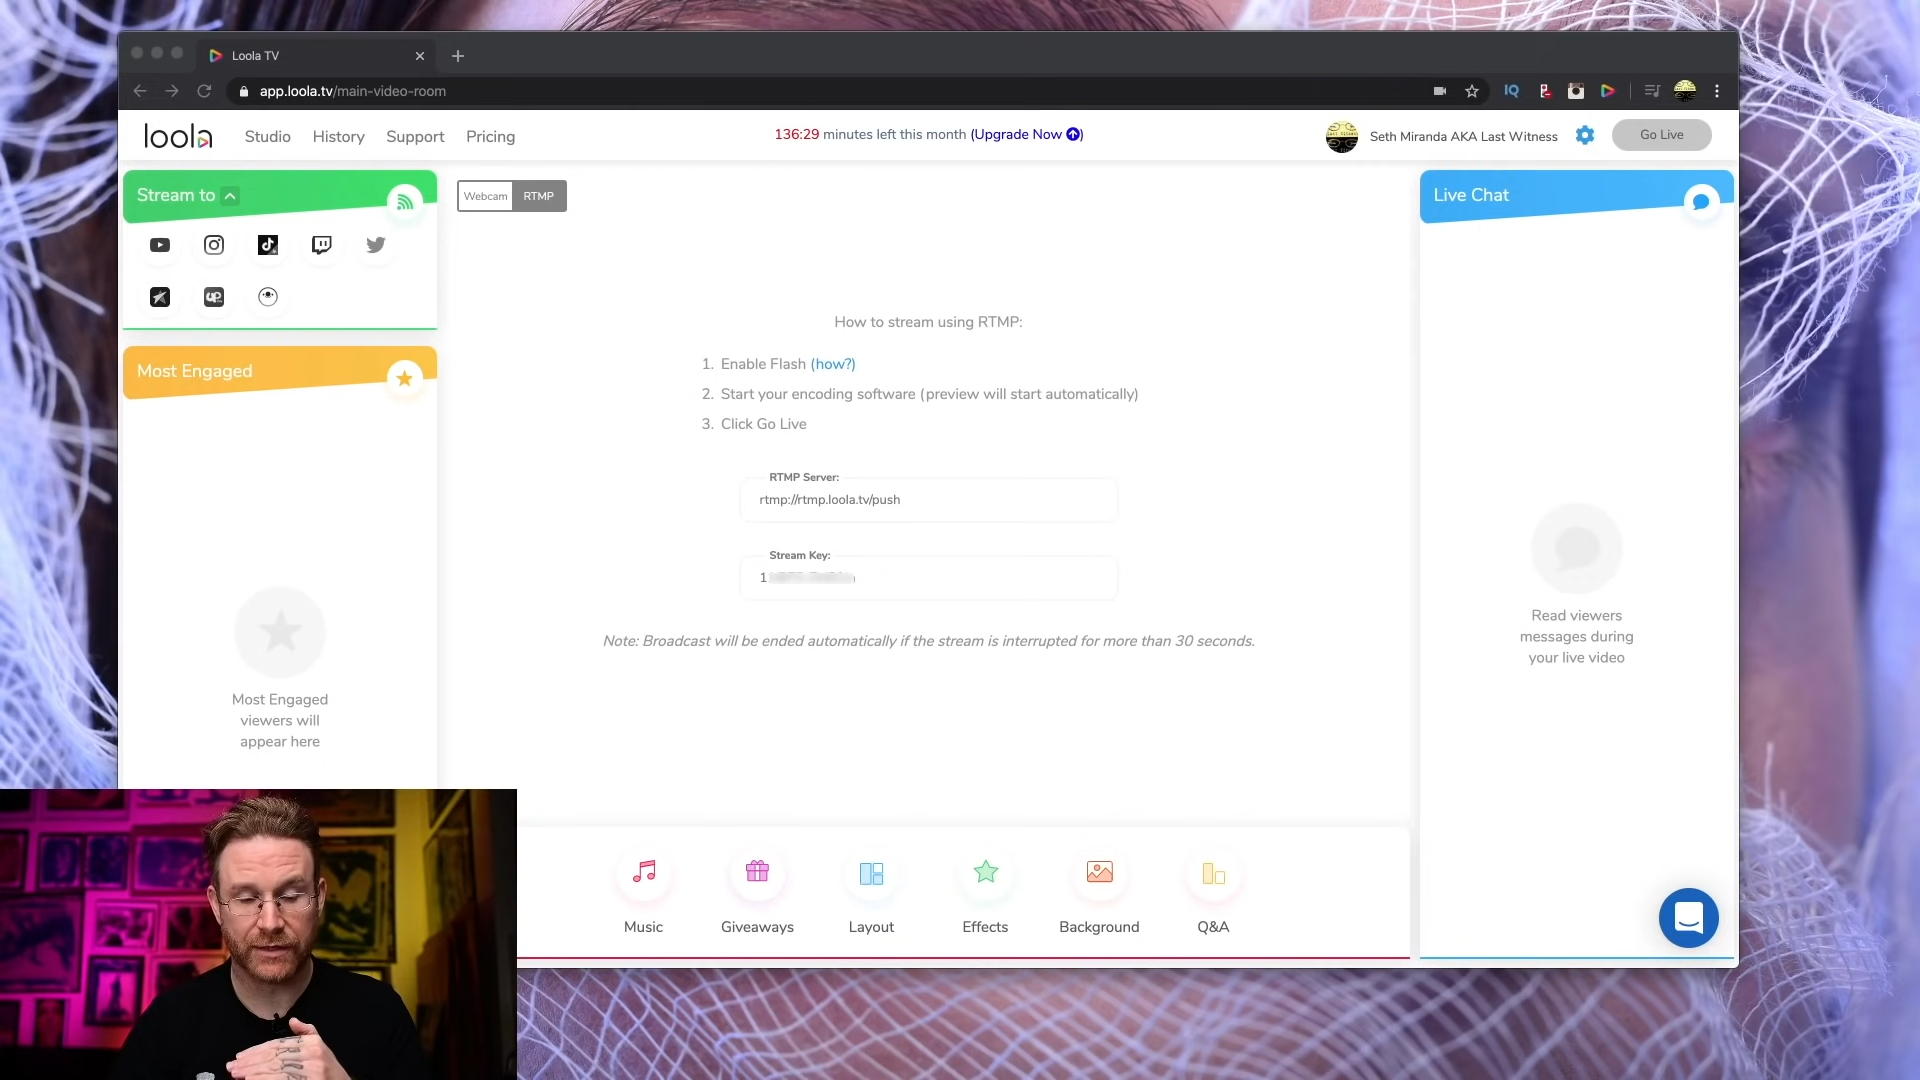 Loola TV
app.loola.tv/main-video-room
IQ
loola
Studio
History
Support
Pricing
136:29 minutes left this month (Upgrade Now)
Seth Miranda AKA Last Witness
Go Live
Stream to
Webcam
RTMP
Live Chat
How to stream using RTMP:
1. Enable Flash (how?)
2. Start your encoding software (preview will start automatically)
3. Click Go Live
Most Engaged
RTMP Server:
rtmp://rtmp.loola.tv/push
Stream Key:
1
Note: Broadcast will be ended automatically if the stream is interrupted for more than 30 seconds.
Most Engaged
viewers will
appear here
Read viewers
messages during
your live video
Music
Giveaways
Layout
Effects
Background
Q&A